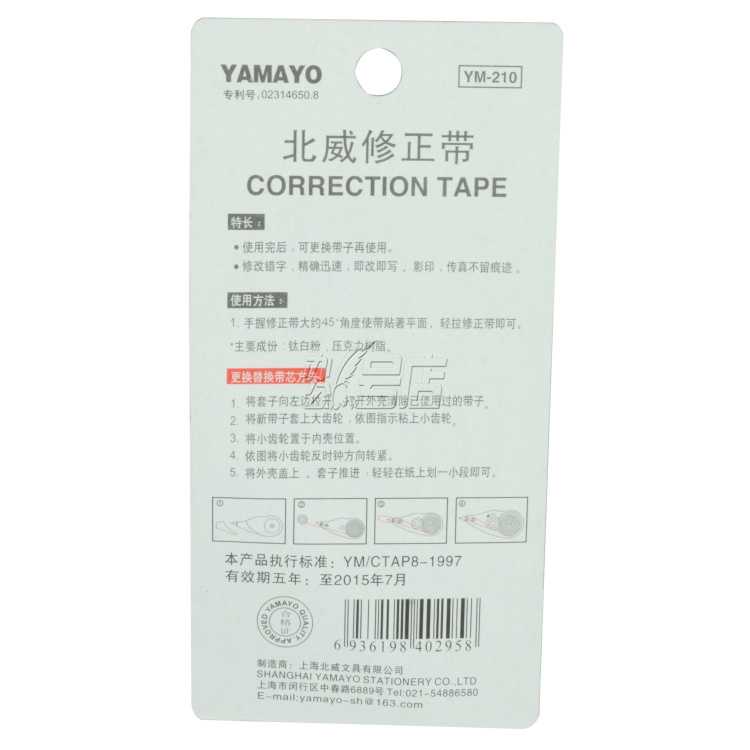 YAMAYO
YM-210
专利号.02314650.8
北威修正带
CORRECTION TAPE
特长:
• 使用完后，可更换带子再使用。
• 修改错字，精确迅速，即改即写。影印，传真不留痕迹。
使用方法:
1. 手握修正带大约45°角度使带贴著平面，轻拉修正带即可。
*主要成份: 钛白粉，压克力树脂。
更换替换带芯方
1. 将套子向左边拉开，打开外壳清除已使用过的带子。
2. 将新带子套上大齿轮，依图指示粘上小齿轮。
3. 将小齿轮置于内壳位置。
4. 依图将小齿轮反时钟方向转紧。
5. 将外壳盖上，套子推进，轻轻在纸上划一小段即可。
本产品执行标准: YM/CTAP8-1997
有效期五年: 至2015年7月
APPROVED YAMAYO QUALITY
合格证
6 936198 402958
制造商: 上海北威文具有限公司
SHANGHAI YAMAYO STATIONERY CO.,LTD
上海市闵行区中春路6889号 Tel:021-54886580
E-mail: yamayo-sh@163.com